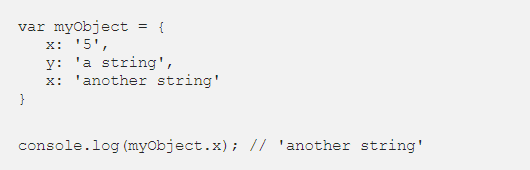 var myObject = {
   x: '5',
   y: 'a string',
   x: 'another string'
}

console.log(myObject.x); // 'another string'